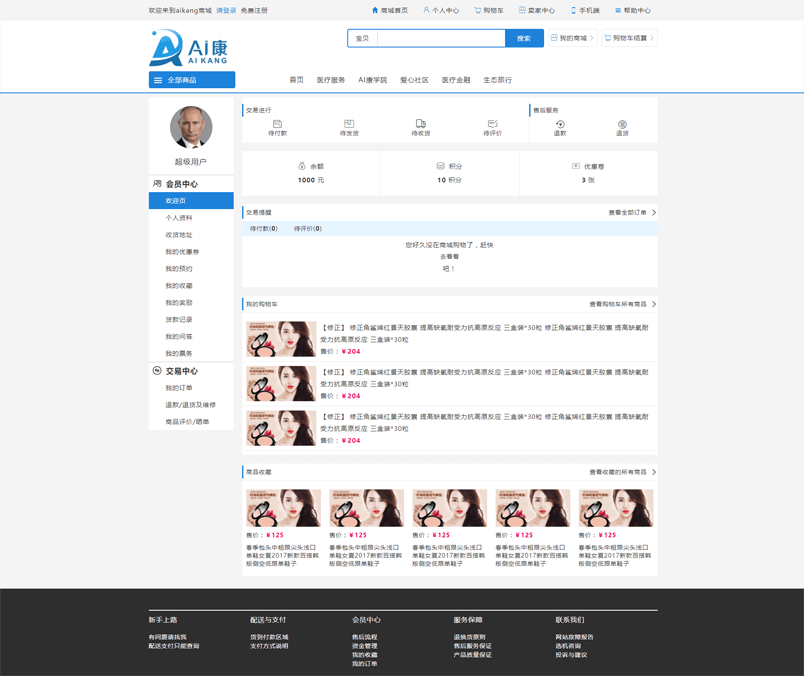 欢迎来到aikang商城 请登录 免费注册
商城首页 个人中心 购物车 卖家中心 手机端 帮助中心
AI康
AI KANG
宝贝 搜索 我的商城 购物车结算
全部商品 首页 医疗服务 AI康学院 爱心社区 医疗金融 生态旅行
超级用户
会员中心
欢迎页
个人资料
收货地址
我的优惠券
我的预约
我的收藏
我的奖励
贷款记录
我的问答
我的票务
交易中心
我的订单
退款/退货及维修
商品评价/晒单
交易进行 售后服务
待付款 待发货 待收货 待评价 退款 退货
余额 积分 优惠卷
1000 元 10 积分 3 张
交易提醒 查看全部订单
待付款(0) 待评价(0)
您好久没在商城购物了，赶快
去看看
吧！
我的购物车 查看购物车所有商品
【修正】 修正角鲨烯红景天胶囊 提高缺氧耐受力抗高原反应 三盒装*30粒 修正角鲨烯红景天胶囊 提高缺氧耐
受力抗高原反应 三盒装*30粒
售价：￥204
【修正】 修正角鲨烯红景天胶囊 提高缺氧耐受力抗高原反应 三盒装*30粒 修正角鲨烯红景天胶囊 提高缺氧耐
受力抗高原反应 三盒装*30粒
售价：￥204
【修正】 修正角鲨烯红景天胶囊 提高缺氧耐受力抗高原反应 三盒装*30粒 修正角鲨烯红景天胶囊 提高缺氧耐
受力抗高原反应 三盒装*30粒
售价：￥204
商品收藏 查看收藏的所有商品
售价：￥125 售价：￥125 售价：￥125 售价：￥125 售价：￥125
春季包头中粗跟尖头浅口 春季包头中粗跟尖头浅口 春季包头中粗跟尖头浅口 春季包头中粗跟尖头浅口 春季包头中粗跟尖头浅口
单鞋女夏2017新款百搭韩 单鞋女夏2017新款百搭韩 单鞋女夏2017新款百搭韩 单鞋女夏2017新款百搭韩 单鞋女夏2017新款百搭韩
版侧空低跟单鞋子 版侧空低跟单鞋子 版侧空低跟单鞋子 版侧空低跟单鞋子 版侧空低跟单鞋子
新手上路 配送与支付 会员中心 服务保障 联系我们
有问题请找我 货到付款区域 售后流程 退换货原则 网站故障报告
配送支付只能查询 支付方式说明 资金管理 售后服务保证 选机咨询
我的收藏 产品质量保证 投诉与建议
我的订单